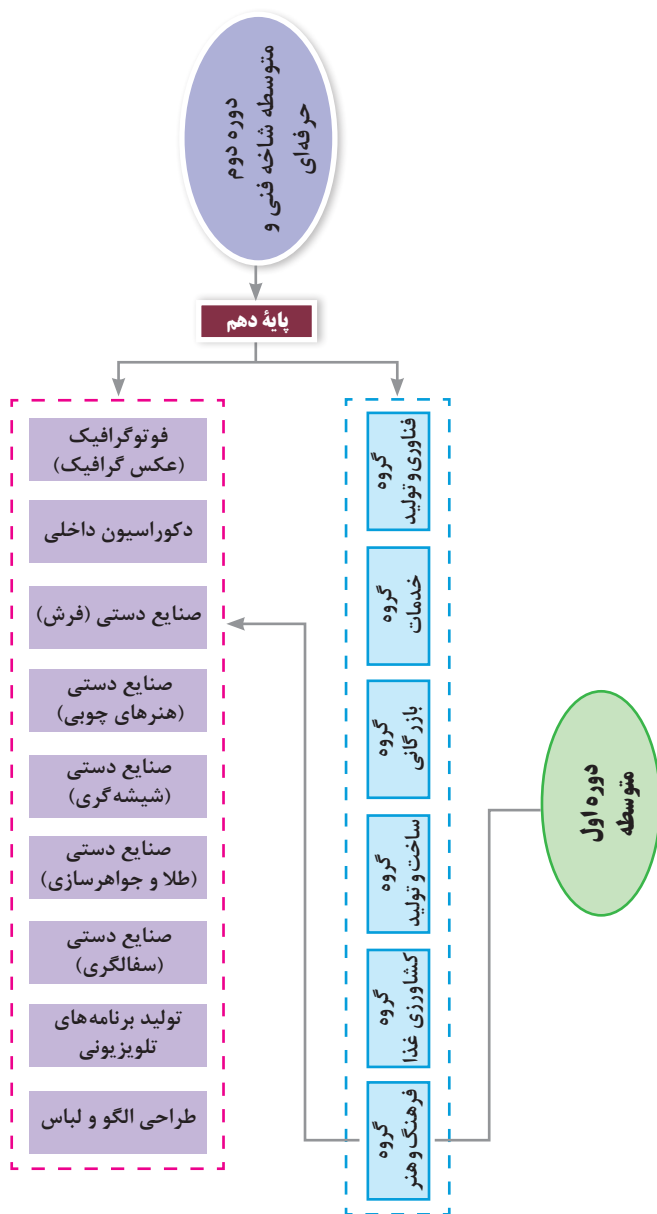 دوره دوم
متوسطه شاخه فنی و
حرفه‌ای
پایهٔ دهم
فوتوگرافیک
(عکس گرافیک)
دکوراسیون داخلی
صنایع دستی (فرش)
صنایع دستی
(هنرهای چوبی)
صنایع دستی
(شیشه‌گری)
صنایع دستی
(طلا و جواهرسازی)
صنایع دستی
(سفالگری)
تولید برنامه‌های
تلویزیونی
طراحی الگو و لباس
گروه
فناوری و تولید
گروه
خدمات
گروه
بازرگانی
گروه
ساخت و تولید
گروه
کشاورزی غذا
گروه
فرهنگ و هنر
دوره اول
متوسطه